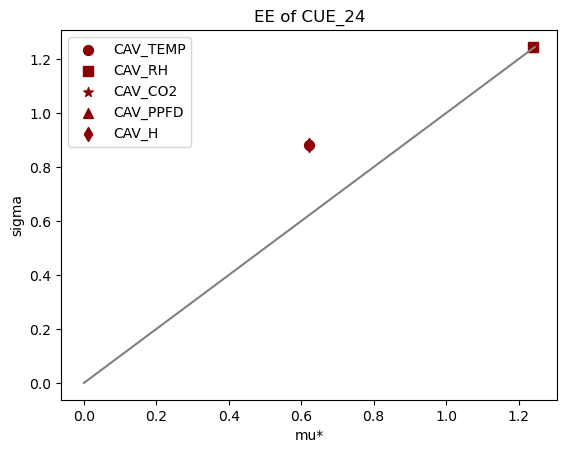 EE of CUE_24
CAV_TEMP
CAV_RH
CAV_CO2
CAV_PPFD
CAV_H
sigma
1.2
1.0
0.8
0.6
0.4
0.2
0.0
0.0 0.2 0.4 0.6 0.8 1.0 1.2
mu*